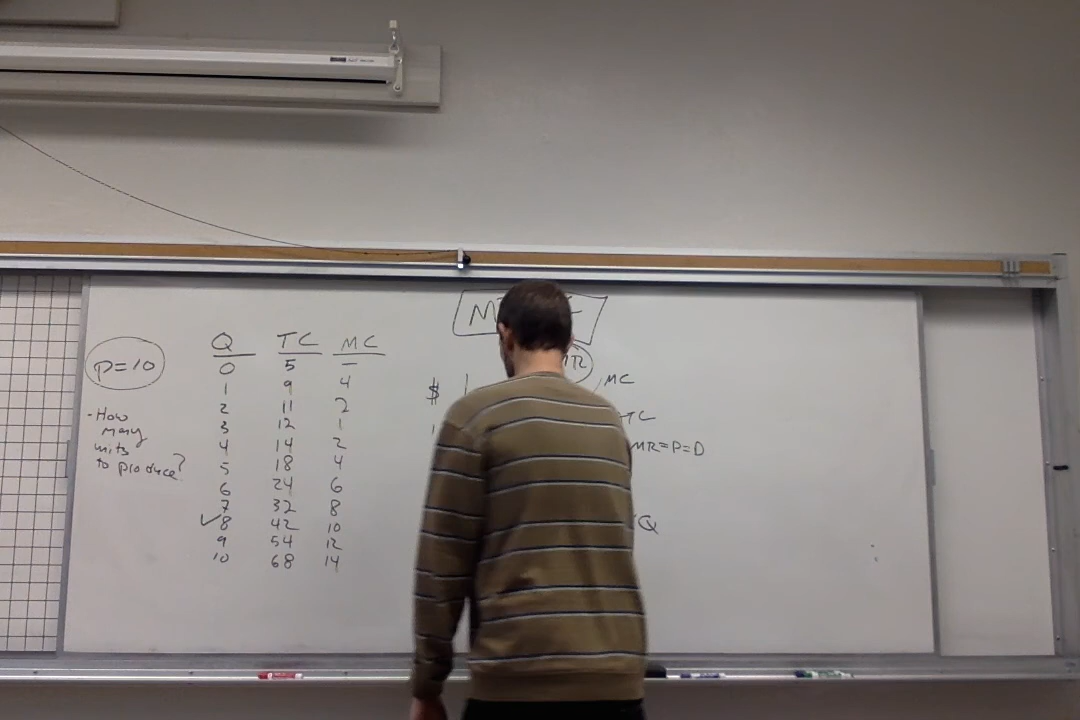 P=10
- How
many
units
to produce?
Q TC MC
0 5 —
1 9 4
2 11 2
3 12 1
4 14 2
5 18 4
6 24 6
7 32 8
✓8 42 10
9 54 12
10 68 14
M
MR
$ MC
TC
MR=P=D
Q